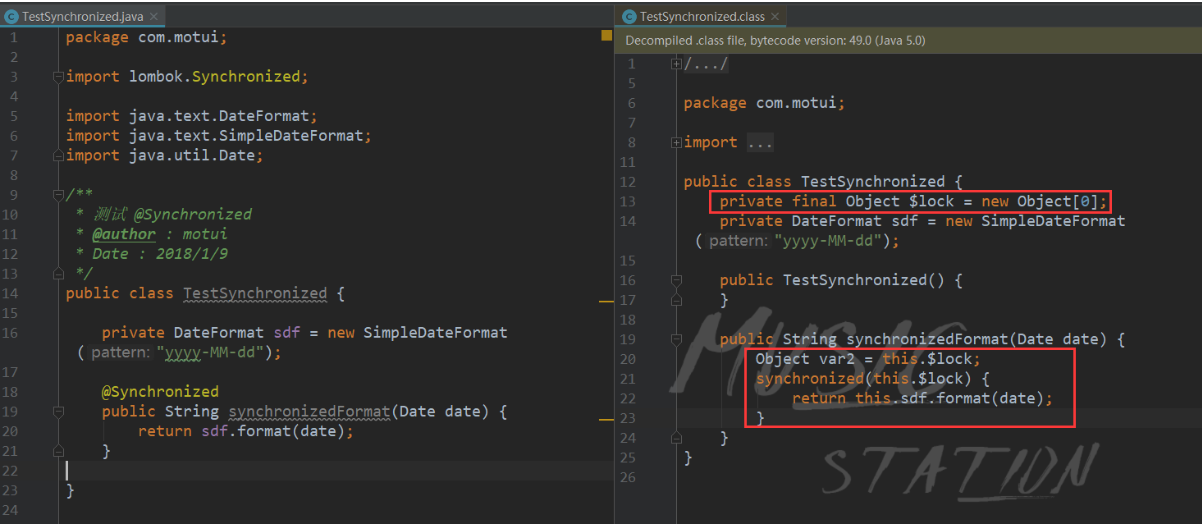 TestSynchronized.java
1 package com.motui;
2
3 import lombok.Synchronized;
4
5 import java.text.DateFormat;
6 import java.text.SimpleDateFormat;
7 import java.util.Date;
8
9 /**
10 * 测试 @Synchronized
11 * @author : motui
12 * Date : 2018/1/9
13 */
14 public class TestSynchronized {
15
16 private DateFormat sdf = new SimpleDateFormat
( pattern: "yyyy-MM-dd");
17
18 @Synchronized
19 public String synchronizedFormat(Date date) {
20 return sdf.format(date);
21 }
22
23 }
24
TestSynchronized.class
Decompiled .class file, bytecode version: 49.0 (Java 5.0)
1 /.../
5
6 package com.motui;
7
8 import ...
11
12 public class TestSynchronized {
13 private final Object $lock = new Object[0];
14 private DateFormat sdf = new SimpleDateFormat
( pattern: "yyyy-MM-dd");
15
16 public TestSynchronized() {
17 }
18
19 public String synchronizedFormat(Date date) {
20 Object var2 = this.$lock;
21 synchronized(this.$lock) {
22 return this.sdf.format(date);
23 }
24 }
25 }
26
MUSIC
STATION